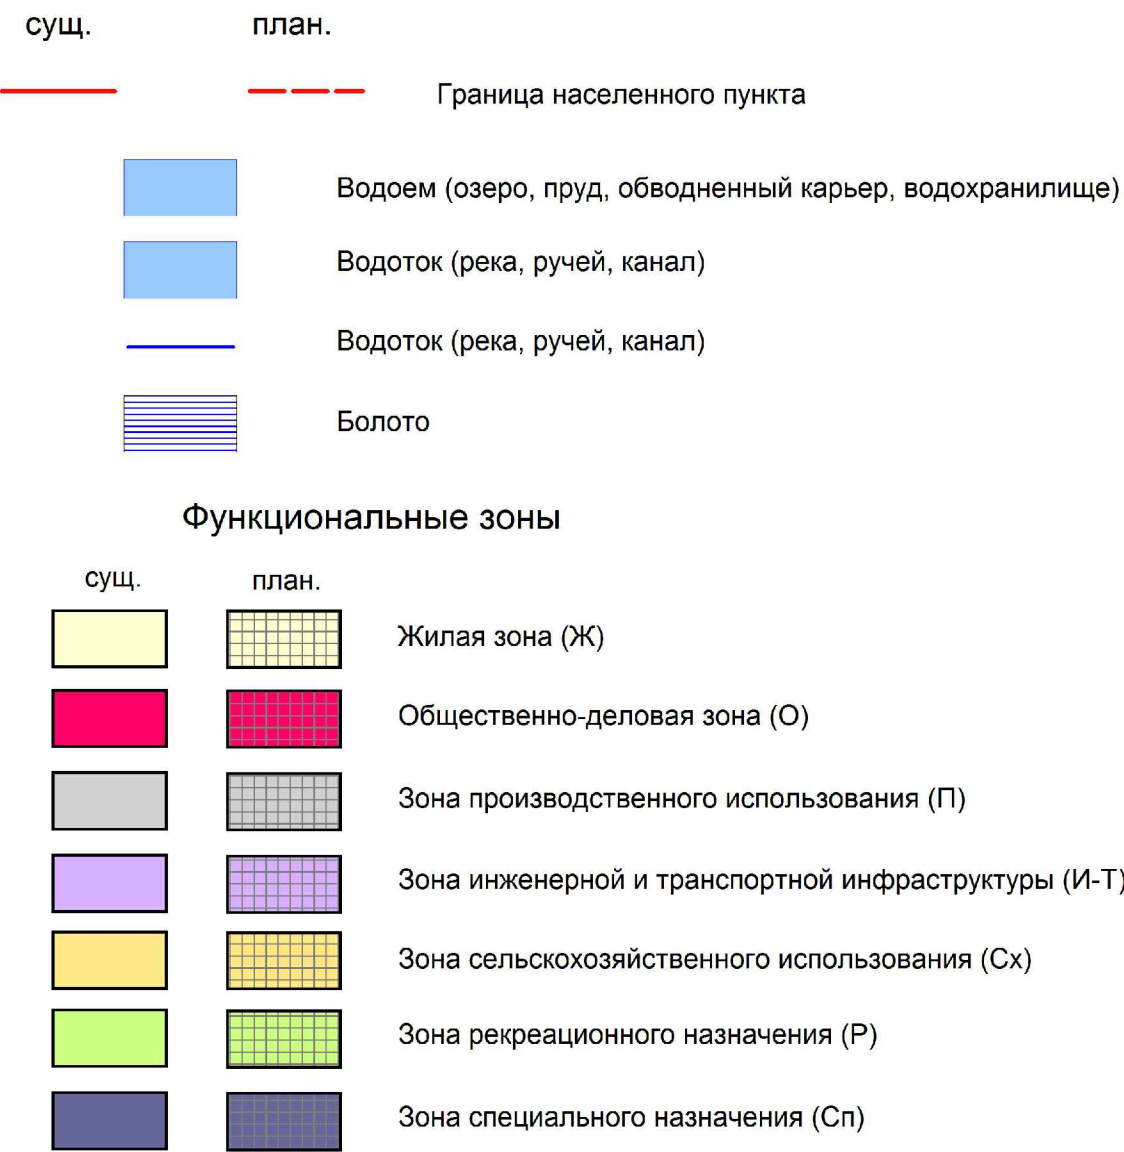 сущ. план.
Граница населенного пункта
Водоем (озеро, пруд, обводненный карьер, водохранилище)
Водоток (река, ручей, канал)
Водоток (река, ручей, канал)
Болото
Функциональные зоны
сущ. план.
Жилая зона (Ж)
Общественно-деловая зона (О)
Зона производственного использования (П)
Зона инженерной и транспортной инфраструктуры (И-Т)
Зона сельскохозяйственного использования (Сх)
Зона рекреационного назначения (Р)
Зона специального назначения (Сп)